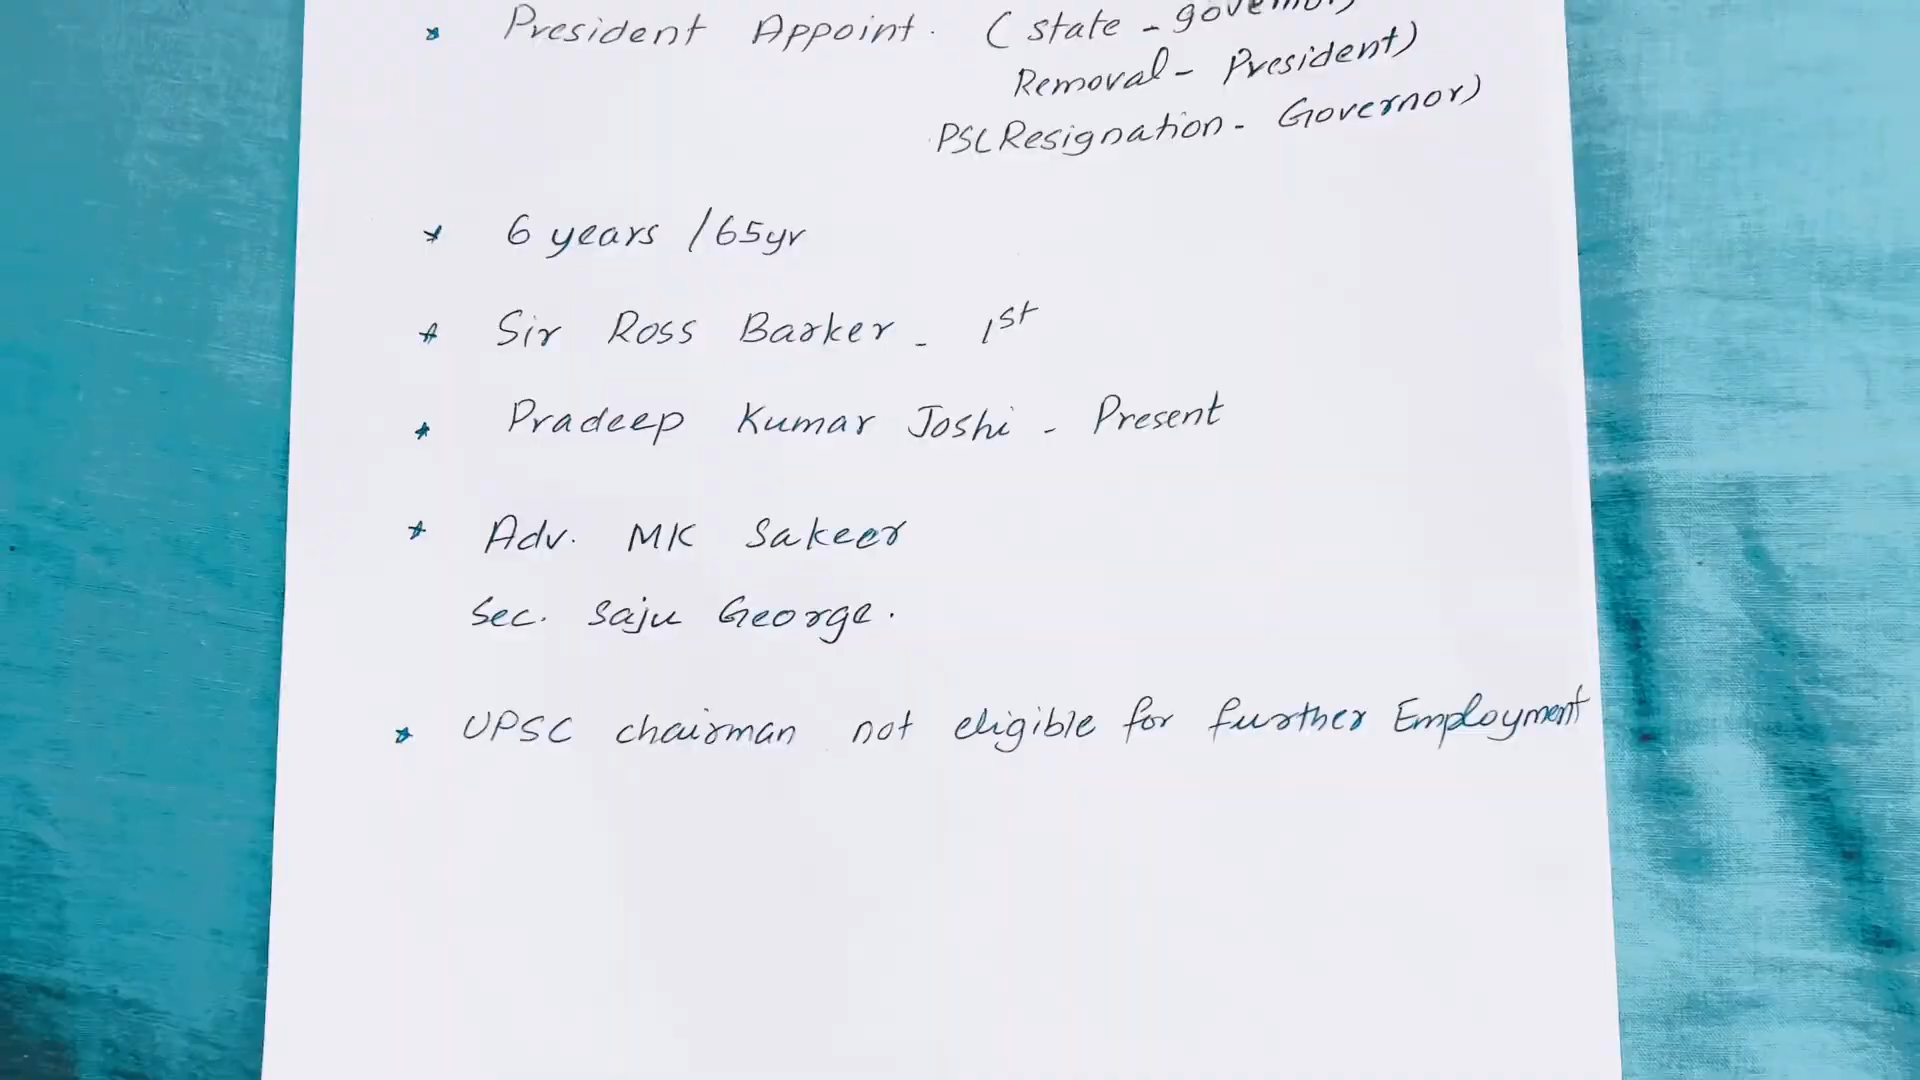 * President Appoint. (state - governor)
Removal - President)
PSC Resignation - Governor)
* 6 years /65yr
* Sir Ross Barker - 1st
* Pradeep Kumar Joshi - Present
* Adv. MK Sakeer
Sec. Saju George.
* UPSC chairman not eligible for further Employment